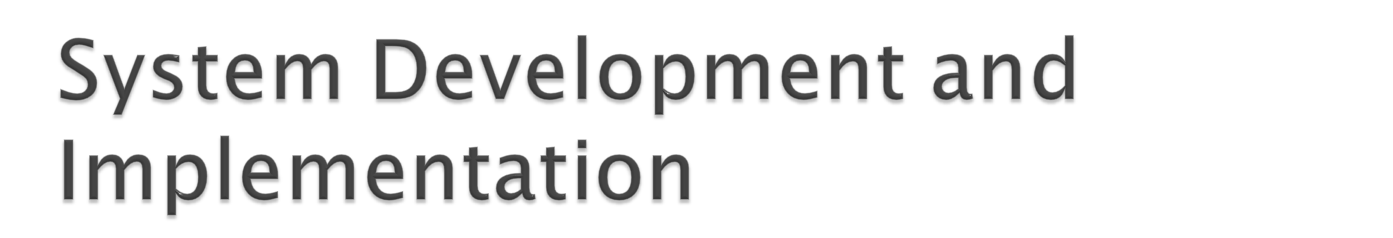 System Development and
Implementation